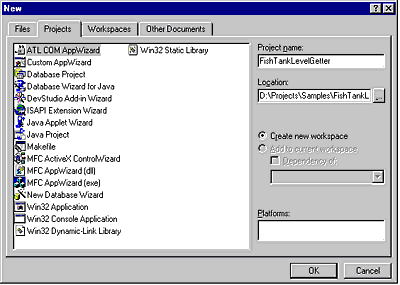 New
Files Projects Workspaces Other Documents
ATL COM AppWizard
Custom AppWizard
Database Project
Database Wizard for Java
DevStudio Add-in Wizard
ISAPI Extension Wizard
Java Applet Wizard
Java Project
Makefile
MFC ActiveX ControlWizard
MFC AppWizard (dll)
MFC AppWizard (exe)
New Database Wizard
Win32 Application
Win32 Console Application
Win32 Dynamic-Link Library
Win32 Static Library
Project name:
FishTankLevelGetter
Location:
D:\Projects\Samples\FishTankL ...
Create new workspace
Add to current workspace
Dependency of:
Platforms:
OK Cancel